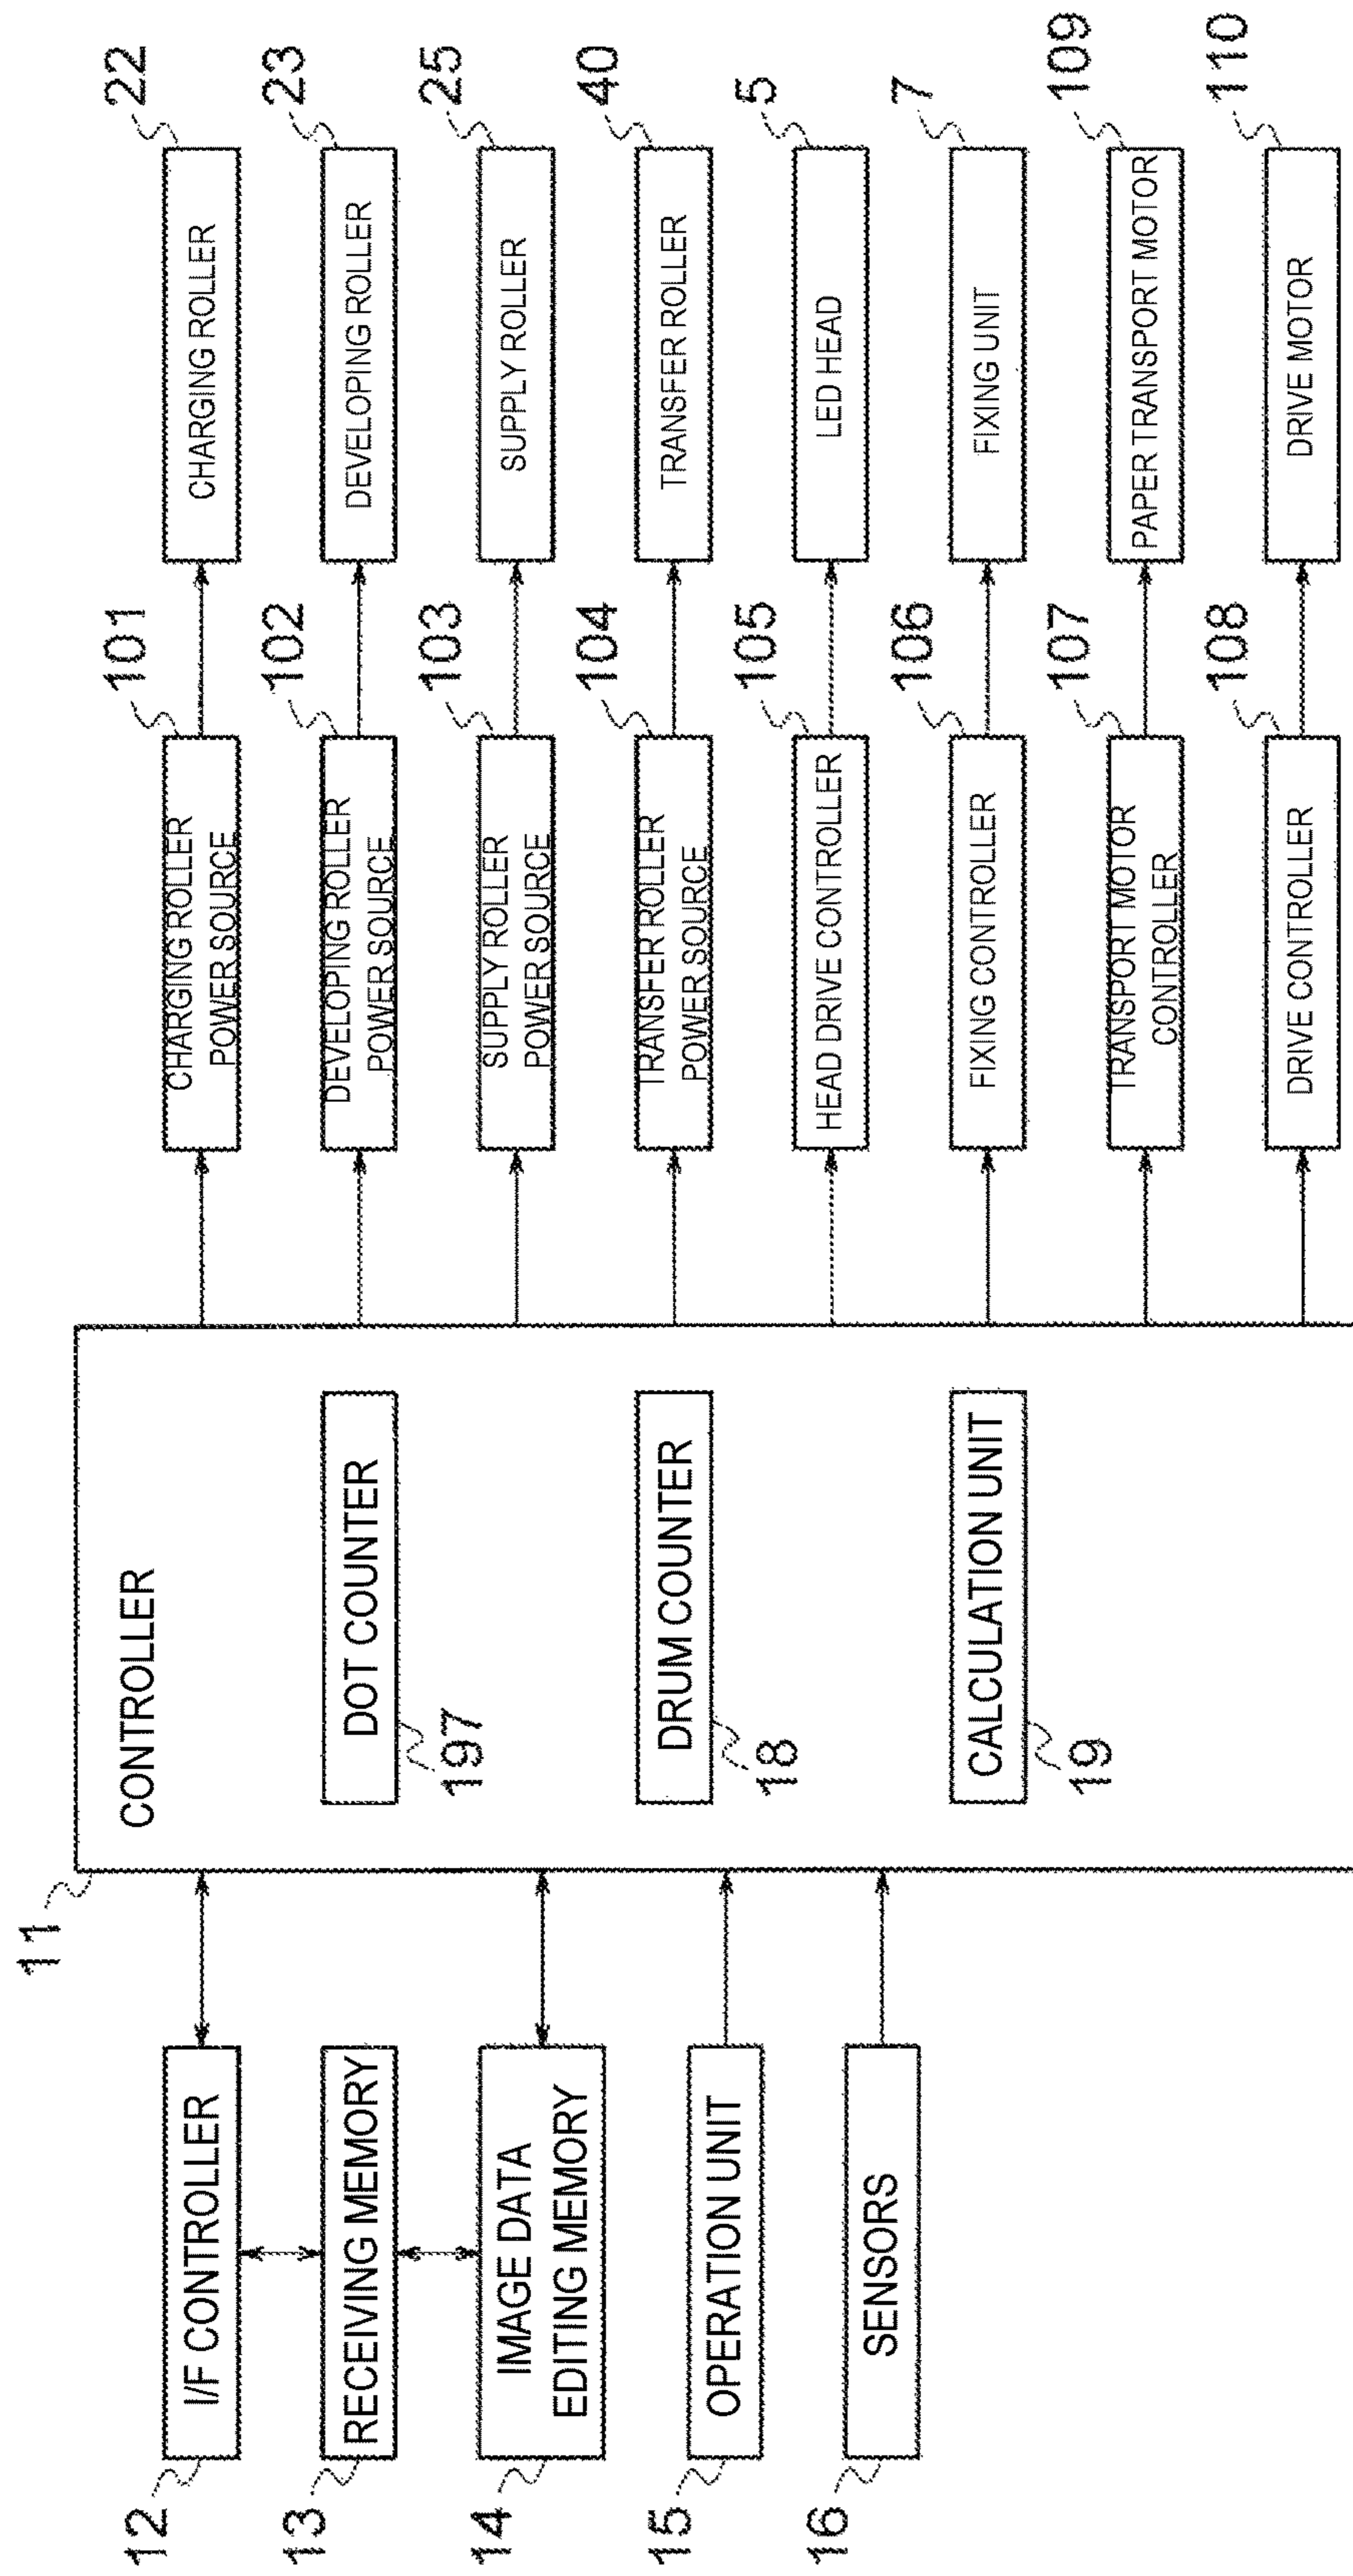 11
CONTROLLER
12
I/F CONTROLLER
13
RECEIVING MEMORY
14
IMAGE DATA
EDITING MEMORY
15
OPERATION UNIT
16
SENSORS
DOT COUNTER
197
DRUM COUNTER
18
CALCULATION UNIT
19
CHARGING ROLLER
POWER SOURCE
101
CHARGING ROLLER
22
DEVELOPING ROLLER
POWER SOURCE
102
DEVELOPING ROLLER
23
SUPPLY ROLLER
POWER SOURCE
103
SUPPLY ROLLER
25
TRANSFER ROLLER
POWER SOURCE
104
TRANSFER ROLLER
40
HEAD DRIVE CONTROLLER
105
LED HEAD
5
FIXING CONTROLLER
106
FIXING UNIT
7
TRANSPORT MOTOR
CONTROLLER
107
PAPER TRANSPORT MOTOR
109
DRIVE CONTROLLER
108
DRIVE MOTOR
110